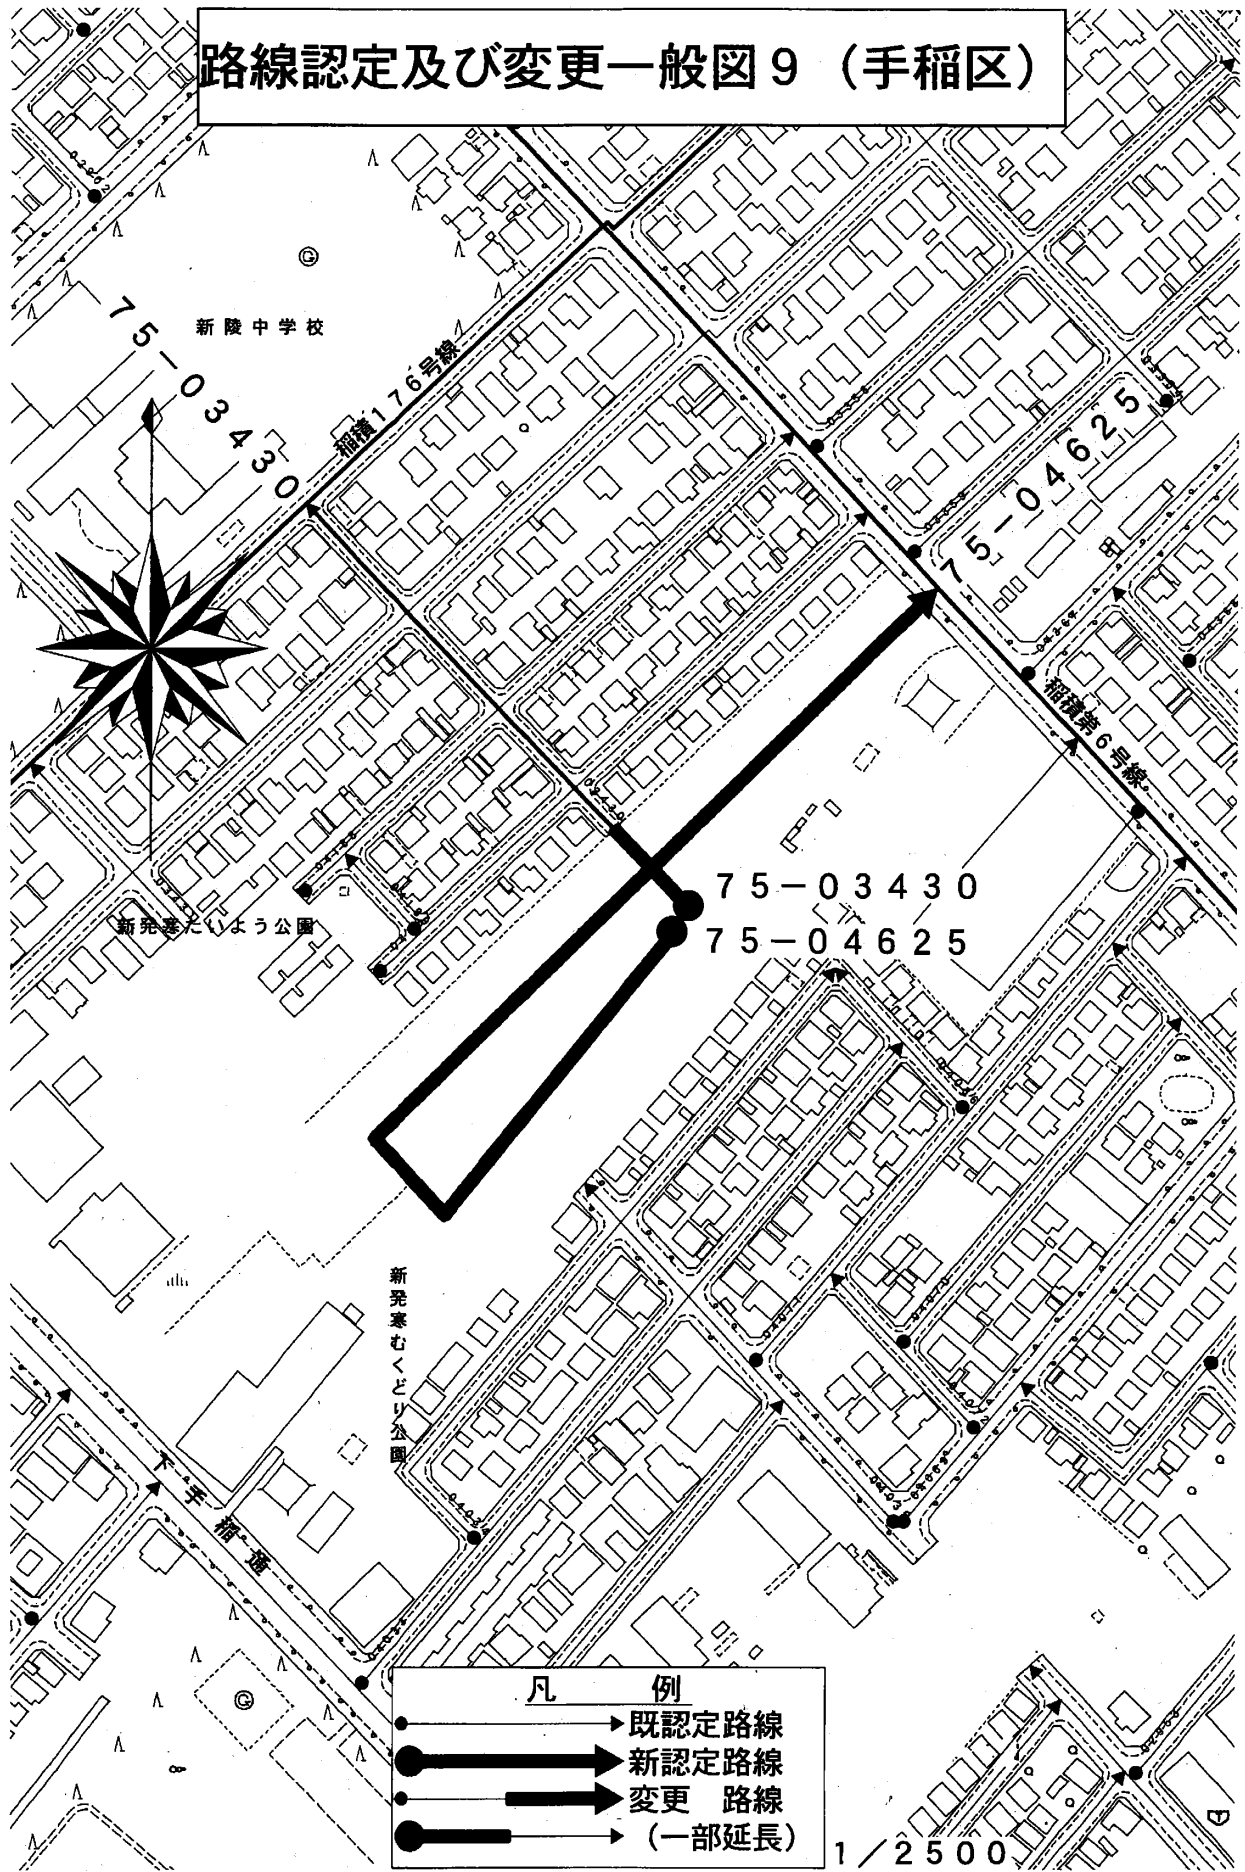 路線認定及び変更一般図9（手稲区）
02902
新陵中学校
75-03430
稲積176号線
75-04625
稲積第6号線
03430
75-03430
75-04625
新発寒たいよう公園
新発寒むくどり公園
下手稲通
04034
凡　例
既認定路線
新認定路線
変更　路線
（一部延長）
1／2500